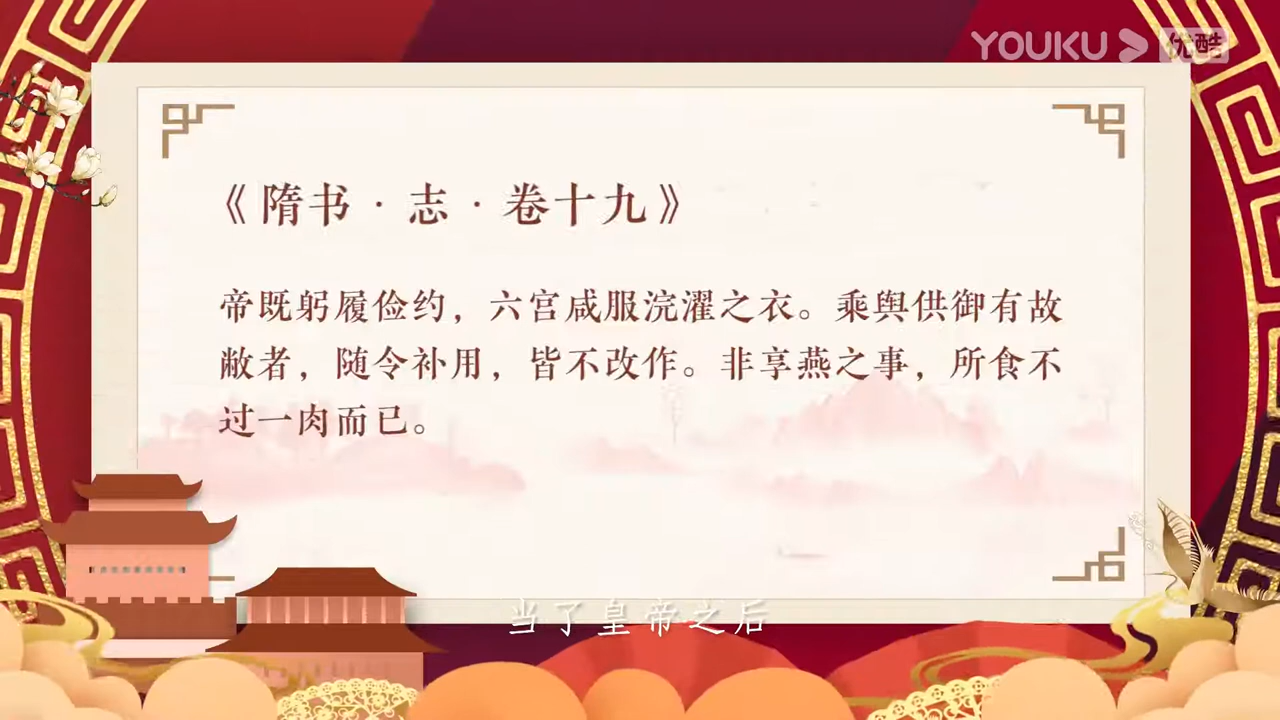 YOUKU 优酷
《隋书·志·卷十九》
帝既躬履俭约，六宫咸服浣濯之衣。乘舆供御有故
敝者，随令补用，皆不改作。非享燕之事，所食不
过一肉而已。
当了皇帝之后